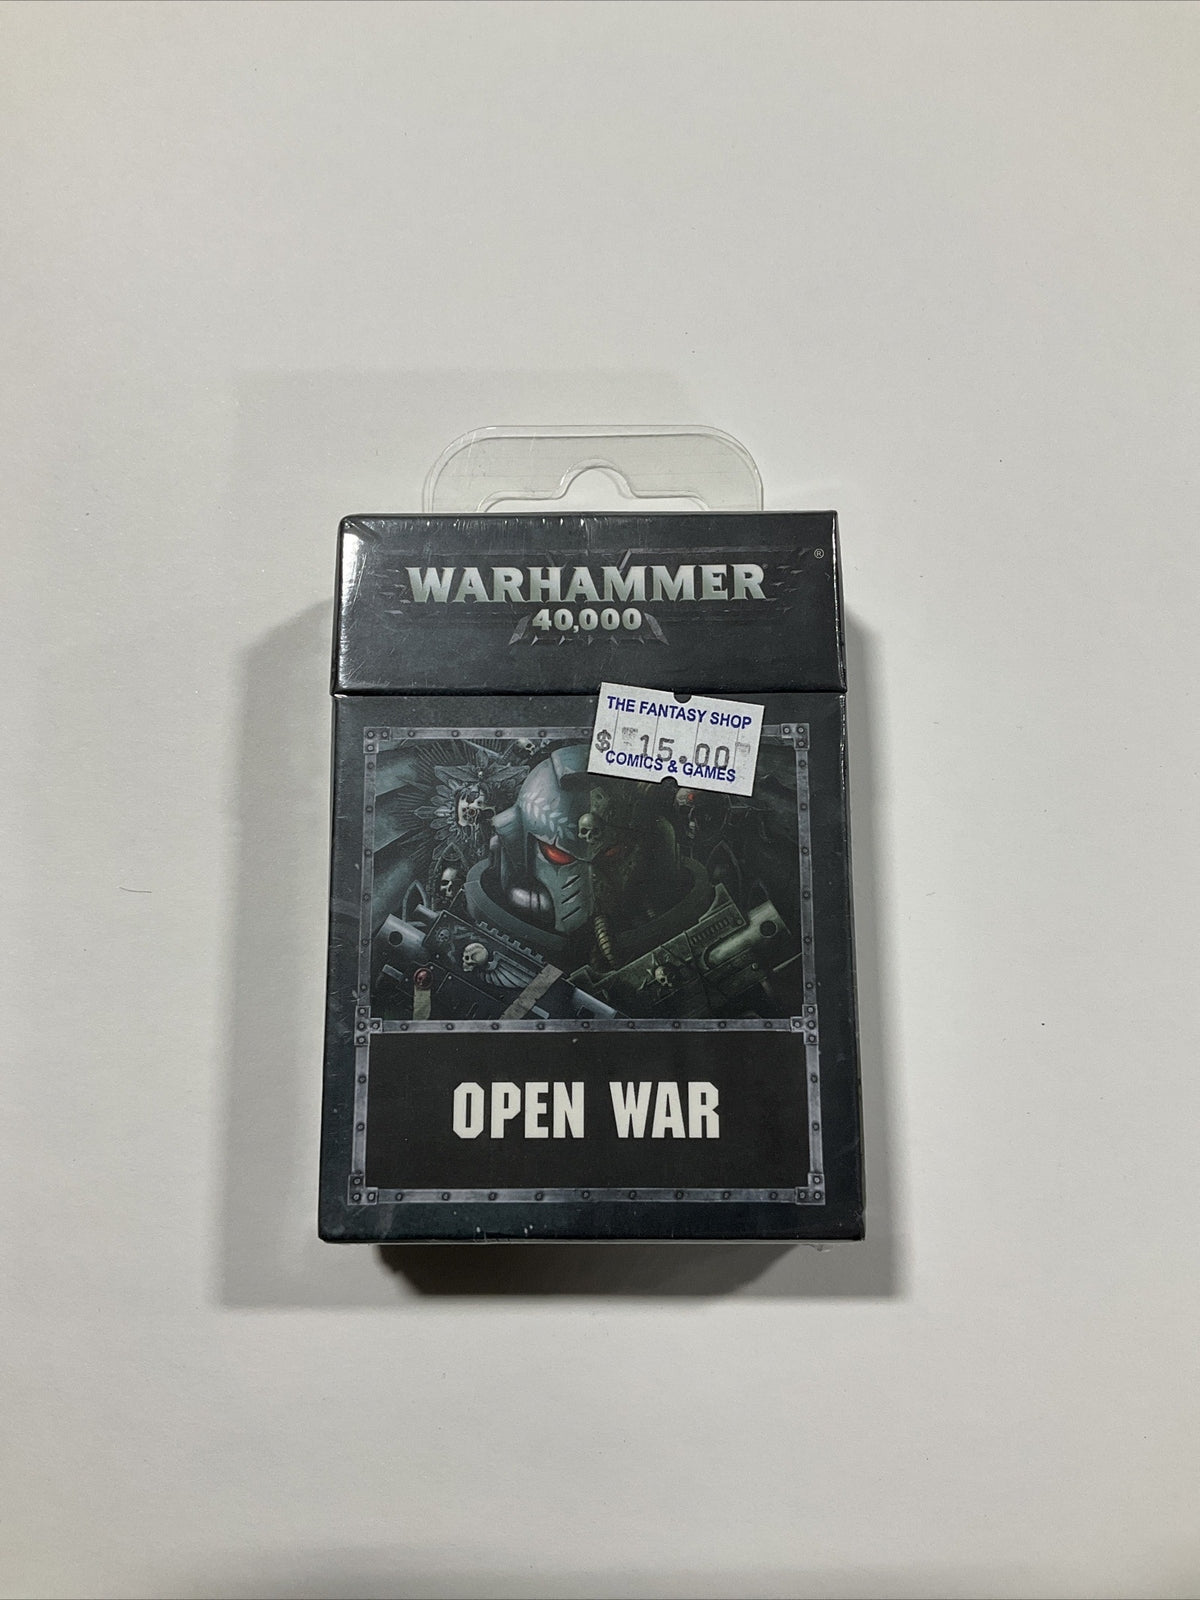 WARHAMMER®
40,000
THE FANTASY SHOP
$ 15.00
COMICS & GAMES
OPEN WAR